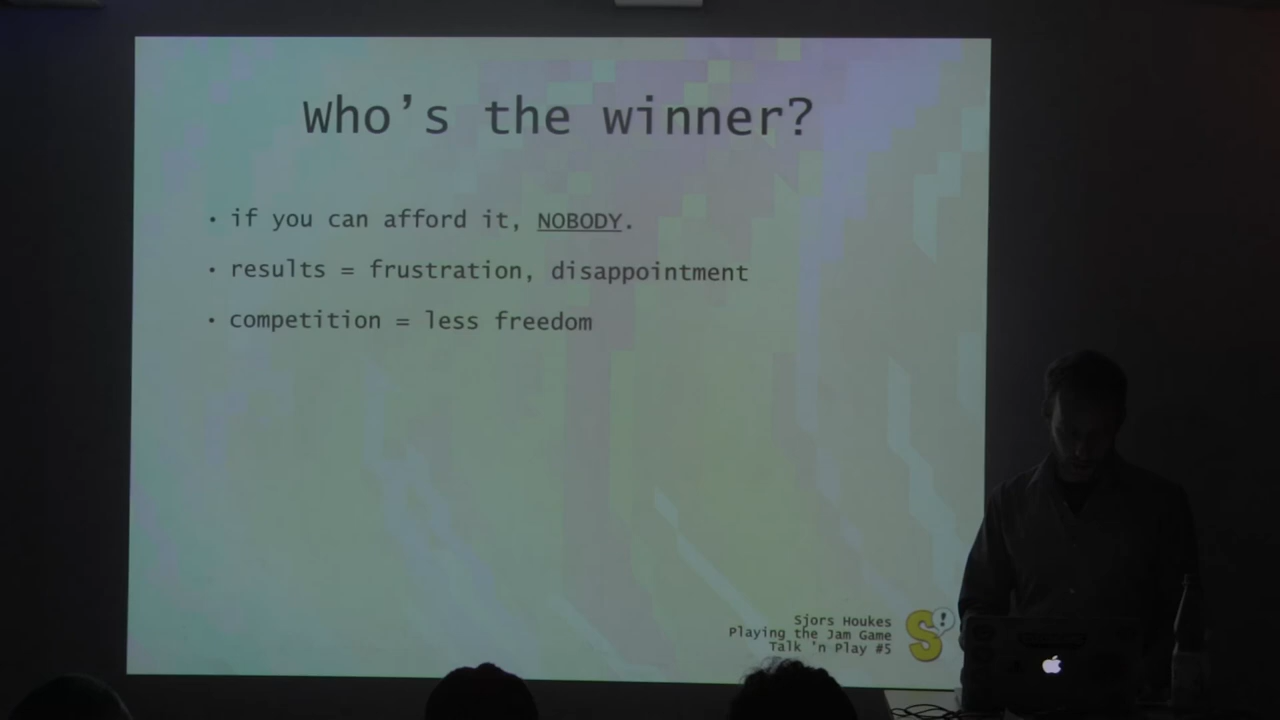 Who's the winner?
• if you can afford it, NOBODY.
• results = frustration, disappointment
• competition = less freedom
Sjors Houkes
Playing the Jam Game
Talk 'n Play #5
S!